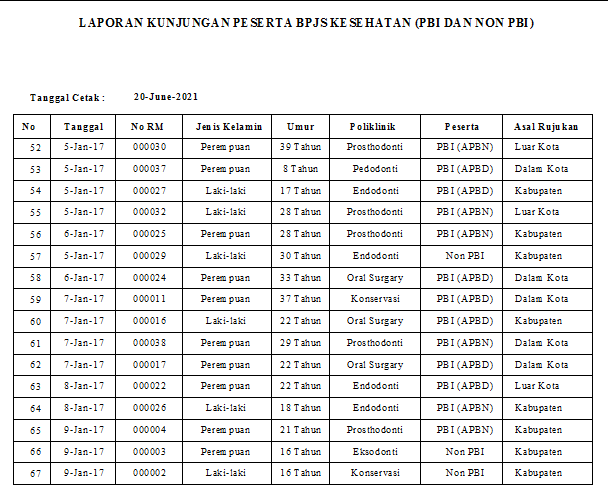 LAPORAN KUNJUNGAN PESERTA BPJS KESEHATAN (PBI DAN NON PBI)
Tanggal Cetak : 20-June-2021
No Tanggal No RM Jenis Kelamin Umur Poliklinik Peserta Asal Rujukan
52 5-Jan-17 000030 Perempuan 39 Tahun Prosthodonti PBI (APBN) Luar Kota
53 5-Jan-17 000037 Perempuan 8 Tahun Pedodonti PBI (APBD) Dalam Kota
54 5-Jan-17 000027 Laki-laki 17 Tahun Endodonti PBI (APBD) Kabupaten
55 5-Jan-17 000032 Laki-laki 28 Tahun Prosthodonti PBI (APBN) Luar Kota
56 6-Jan-17 000025 Perempuan 28 Tahun Prosthodonti PBI (APBN) Kabupaten
57 5-Jan-17 000029 Laki-laki 30 Tahun Endodonti Non PBI Kabupaten
58 6-Jan-17 000024 Perempuan 33 Tahun Oral Surgary PBI (APBD) Dalam Kota
59 7-Jan-17 000011 Perempuan 37 Tahun Konservasi PBI (APBD) Dalam Kota
60 7-Jan-17 000016 Laki-laki 22 Tahun Oral Surgary PBI (APBD) Kabupaten
61 7-Jan-17 000038 Perempuan 29 Tahun Prosthodonti PBI (APBN) Dalam Kota
62 7-Jan-17 000017 Perempuan 22 Tahun Oral Surgary PBI (APBD) Dalam Kota
63 8-Jan-17 000022 Perempuan 22 Tahun Endodonti PBI (APBD) Luar Kota
64 8-Jan-17 000026 Laki-laki 18 Tahun Endodonti PBI (APBN) Kabupaten
65 9-Jan-17 000004 Perempuan 21 Tahun Prosthodonti PBI (APBN) Kabupaten
66 9-Jan-17 000003 Perempuan 16 Tahun Eksodonti Non PBI Kabupaten
67 9-Jan-17 000002 Laki-laki 16 Tahun Konservasi Non PBI Kabupaten